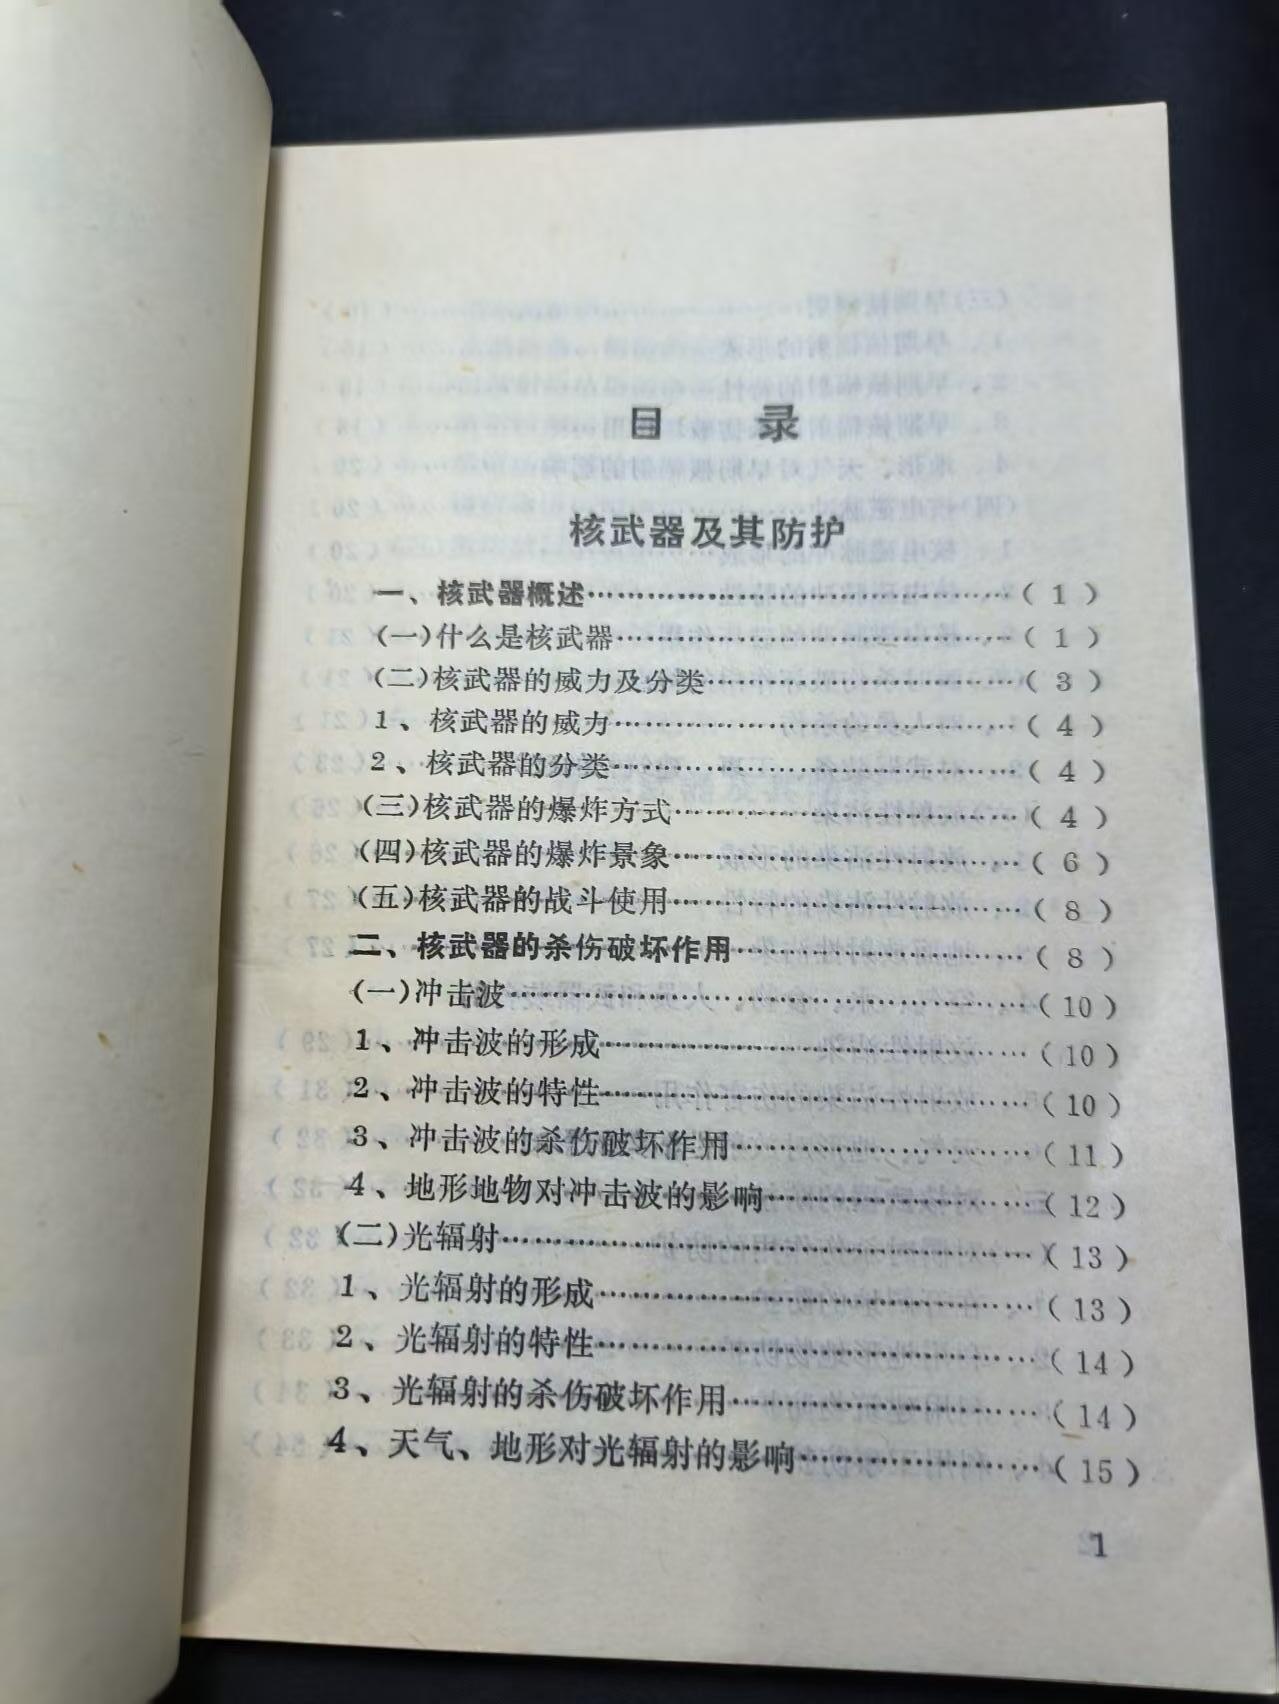 目 录
核武器及其防护
一、核武器概述……………………………………( 1 )
(一)什么是核武器…………………………………( 1 )
(二)核武器的威力及分类…………………………( 3 )
1、核武器的威力…………………………………( 4 )
2、核武器的分类…………………………………( 4 )
(三)核武器的爆炸方式……………………………( 4 )
(四)核武器的爆炸景象……………………………( 6 )
(五)核武器的战斗使用……………………………( 8 )
二、核武器的杀伤破坏作用………………………( 8 )
(一)冲击波…………………………………………( 10 )
1、冲击波的形成…………………………………( 10 )
2、冲击波的特性…………………………………( 10 )
3、冲击波的杀伤破坏作用………………………( 11 )
4、地形地物对冲击波的影响……………………( 12 )
(二)光辐射…………………………………………( 13 )
1、光辐射的形成…………………………………( 13 )
2、光辐射的特性…………………………………( 14 )
3、光辐射的杀伤破坏作用………………………( 14 )
4、天气、地形对光辐射的影响…………………( 15 )
1